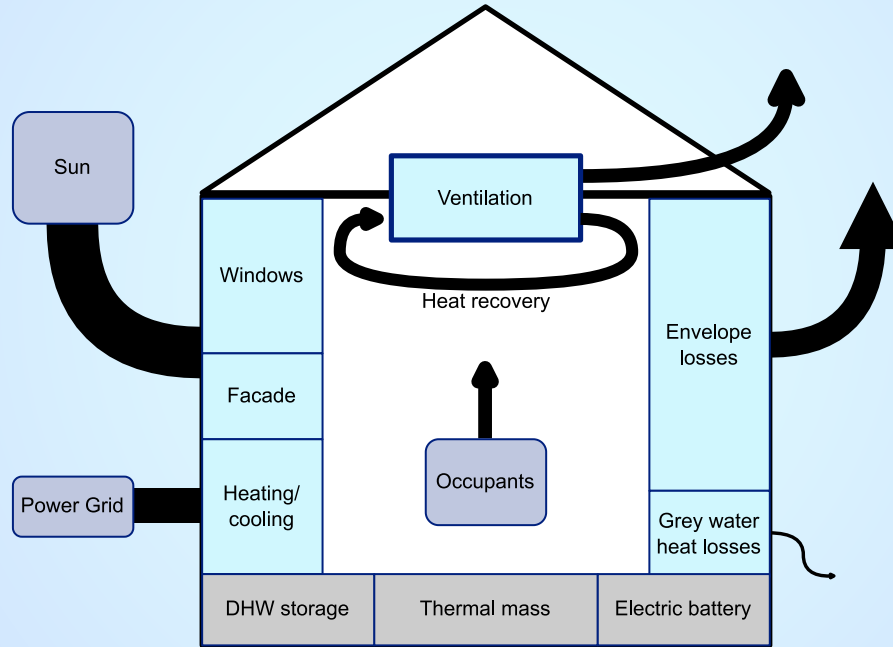 Sun
Ventilation
Windows
Heat recovery
Envelope
losses
Facade
Power Grid
Heating/
cooling
Occupants
Grey water
heat losses
DHW storage
Thermal mass
Electric battery